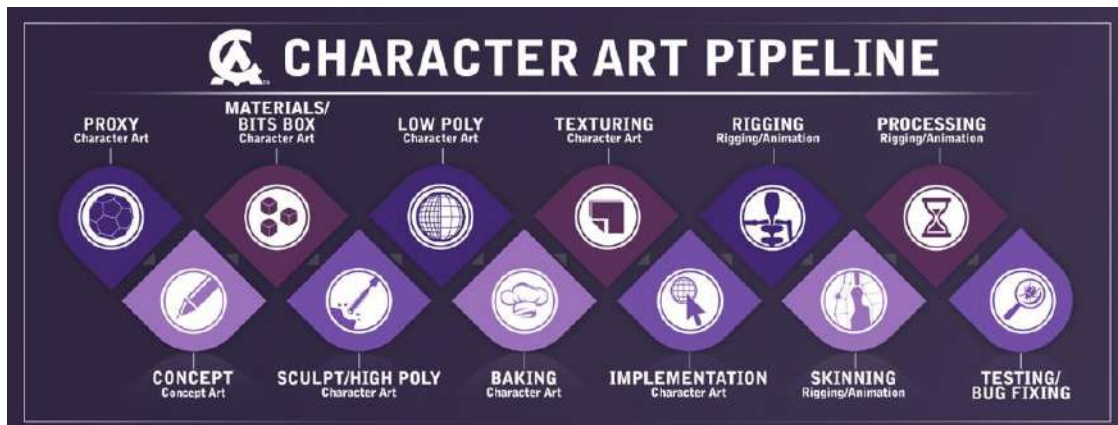 CA CHARACTER ART PIPELINE
PROXY
Character Art
MATERIALS/
BITS BOX
Character Art
LOW POLY
Character Art
TEXTURING
Character Art
RIGGING
Rigging/Animation
PROCESSING
Rigging/Animation
CONCEPT
Concept Art
SCULPT/HIGH POLY
Character Art
BAKING
Character Art
IMPLEMENTATION
Character Art
SKINNING
Rigging/Animation
TESTING/
BUG FIXING